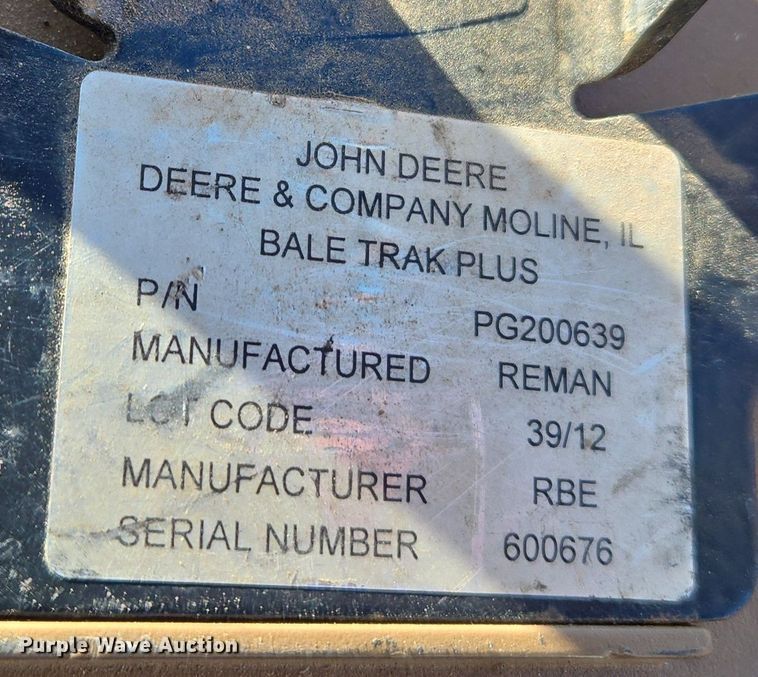 JOHN DEERE
DEERE & COMPANY MOLINE, IL
BALE TRAK PLUS
P/N PG200639
MANUFACTURED REMAN
LOT CODE 39/12
MANUFACTURER RBE
SERIAL NUMBER 600676
Purple Wave Auction